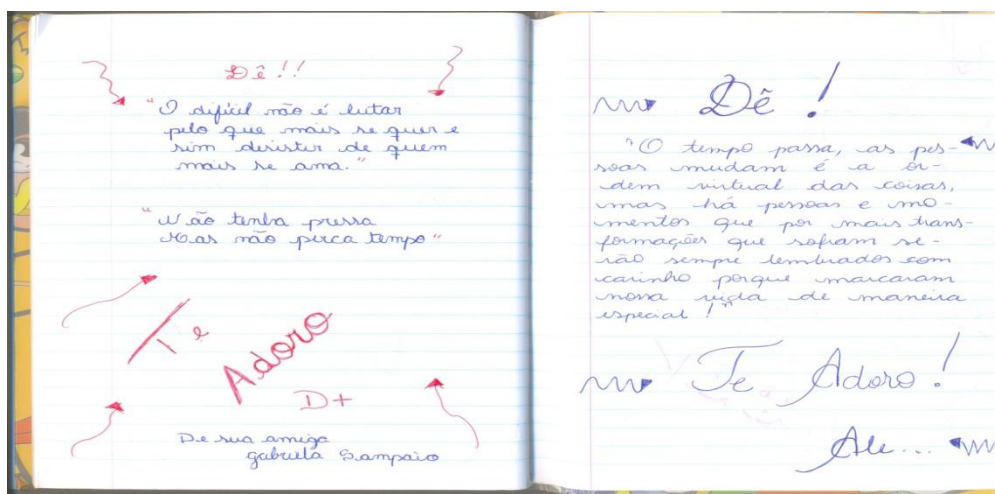 Dê!!
"O difícil não é lutar
pelo que mais se quer e
sim desistir de quem
mais se ama."
"Não tenha pressa
Mas não perca tempo"
Te
Adoro
D+
De sua amiga
gabriela Sampaio
Dê!
"O tempo passa, as pes-
soas mudam é a or-
dem virtual das coisas,
mas há pessoas e mo-
mentos que por mais trans-
formações que sofram se-
rão sempre lembrados com
carinho porque marcaram
nossa vida de maneira
especial!"
Te Adoro!
Ale...